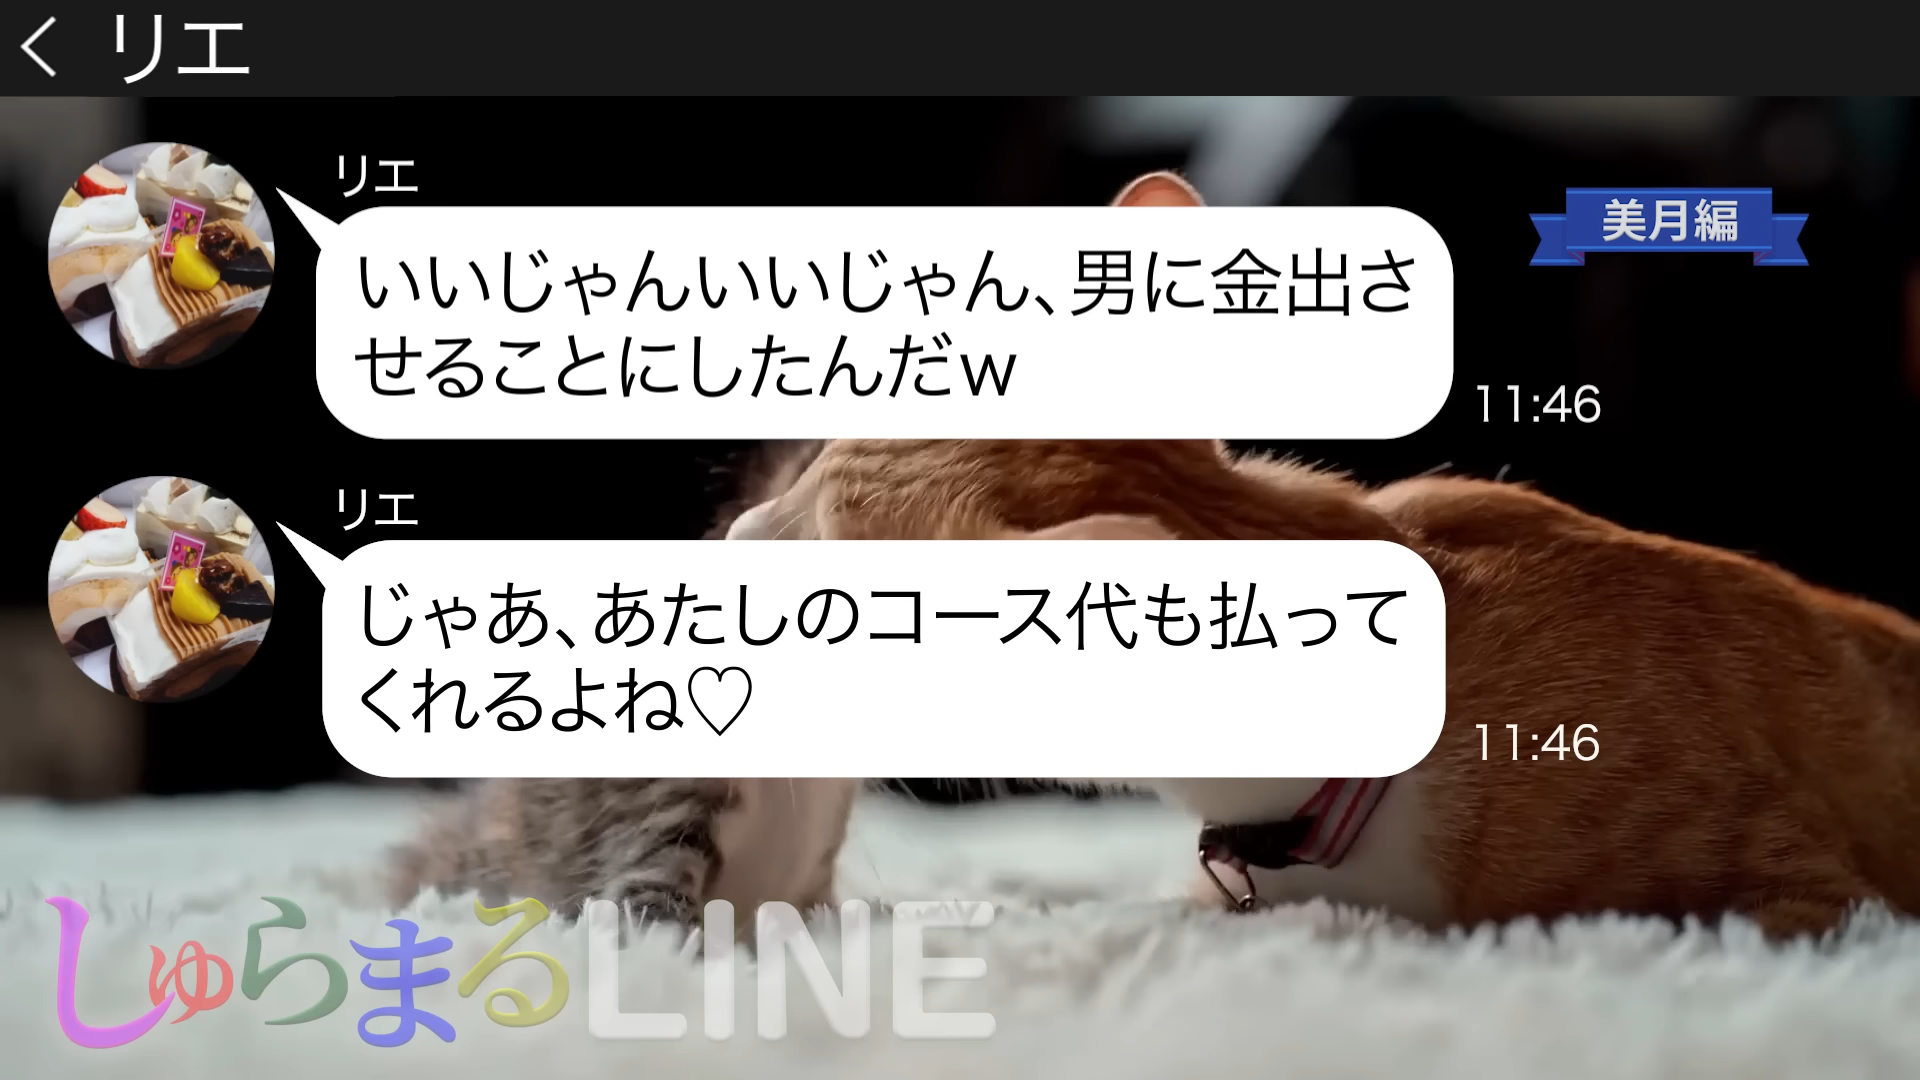 リエ
リエ
美月編
いいじゃんいいじゃん、男に金出さ
せることにしたんだw
11:46
リエ
じゃあ、あたしのコース代も払って
くれるよね♡
11:46
しゅらまるLINE